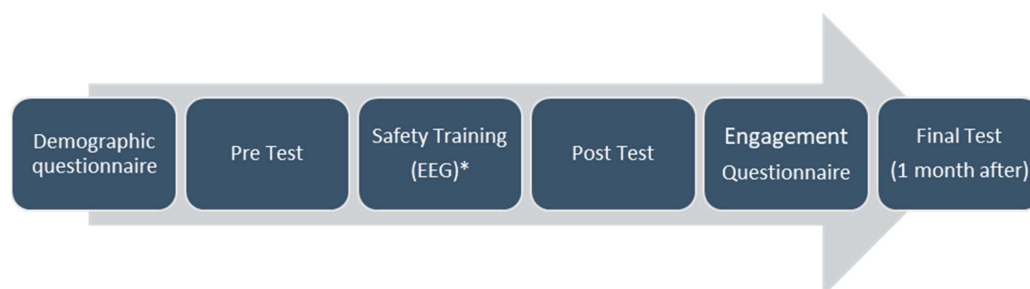 Demographic
questionnaire
Pre Test
Safety Training
(EEG)*
Post Test
Engagement
Questionnaire
Final Test
(1 month after)